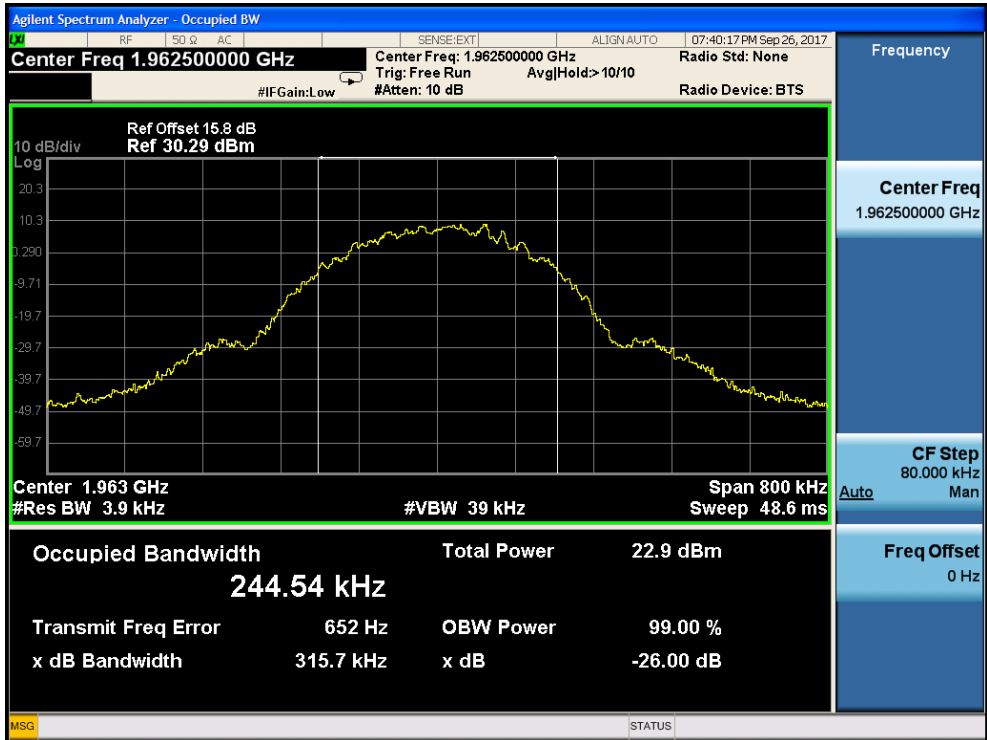 Agilent Spectrum Analyzer - Occupied BW
LXI RF 50 Ω AC SENSE:EXT ALIGN AUTO 07:40:17 PM Sep 26, 2017
Center Freq 1.962500000 GHz
Center Freq: 1.962500000 GHz
Radio Std: None
Trig: Free Run Avg|Hold:> 10/10
#IFGain:Low
#Atten: 10 dB
Radio Device: BTS
Ref Offset 15.8 dB
10 dB/div Ref 30.29 dBm
Log
20.3
10.3
0.290
-9.71
-19.7
-29.7
-39.7
-49.7
-59.7
Center 1.963 GHz Span 800 kHz
#Res BW 3.9 kHz #VBW 39 kHz Sweep 48.6 ms
Occupied Bandwidth Total Power 22.9 dBm
244.54 kHz
Transmit Freq Error 652 Hz OBW Power 99.00 %
x dB Bandwidth 315.7 kHz x dB -26.00 dB
Frequency
Center Freq
1.962500000 GHz
CF Step
80.000 kHz
Auto Man
Freq Offset
0 Hz
MSG STATUS